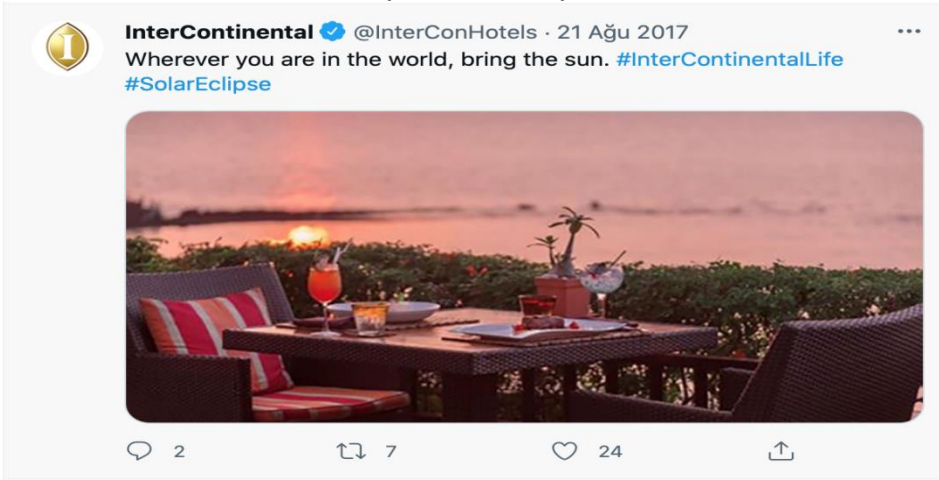 InterContinental @InterConHotels · 21 Ağu 2017
Wherever you are in the world, bring the sun. #InterContinentalLife
#SolarEclipse
2 7 24